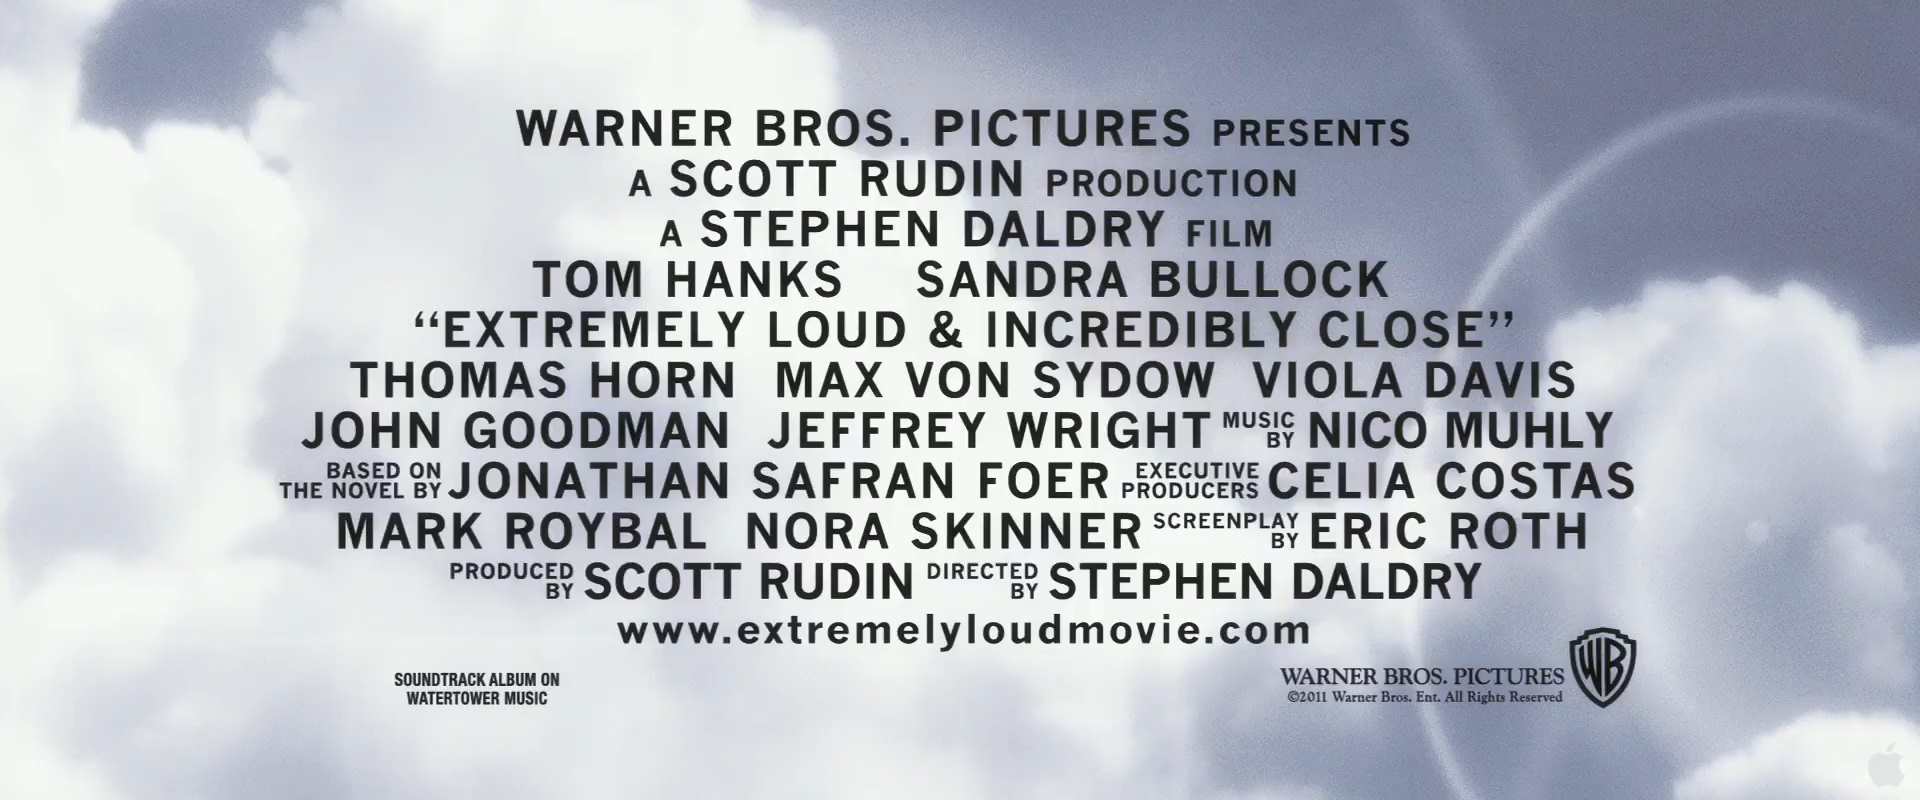 WARNER BROS. PICTURES PRESENTS
A SCOTT RUDIN PRODUCTION
A STEPHEN DALDRY FILM
TOM HANKS SANDRA BULLOCK
“EXTREMELY LOUD & INCREDIBLY CLOSE”
THOMAS HORN MAX VON SYDOW VIOLA DAVIS
JOHN GOODMAN JEFFREY WRIGHT MUSIC BY NICO MUHLY
BASED ON THE NOVEL BY JONATHAN SAFRAN FOER EXECUTIVE PRODUCERS CELIA COSTAS
MARK ROYBAL NORA SKINNER SCREENPLAY BY ERIC ROTH
PRODUCED BY SCOTT RUDIN DIRECTED BY STEPHEN DALDRY
www.extremelyloudmovie.com
SOUNDTRACK ALBUM ON
WATERTOWER MUSIC
WARNER BROS. PICTURES
©2011 Warner Bros. Ent. All Rights Reserved
WB